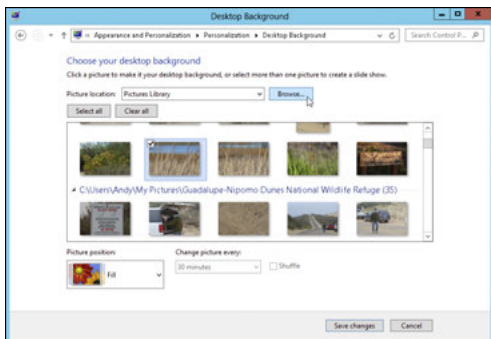 Desktop Background
« Appearance and Personalization ▸ Personalization ▸ Desktop Background
Search Control P...
Choose your desktop background
Click a picture to make it your desktop background, or select more than one picture to create a slide show.
Picture location: Pictures Library Browse...
Select all Clear all
C:\Users\Andy\My Pictures\Guadalupe-Nipomo Dunes National Wildlife Refuge (35)
Picture position: Change picture every:
Fill 30 minutes Shuffle
Save changes Cancel